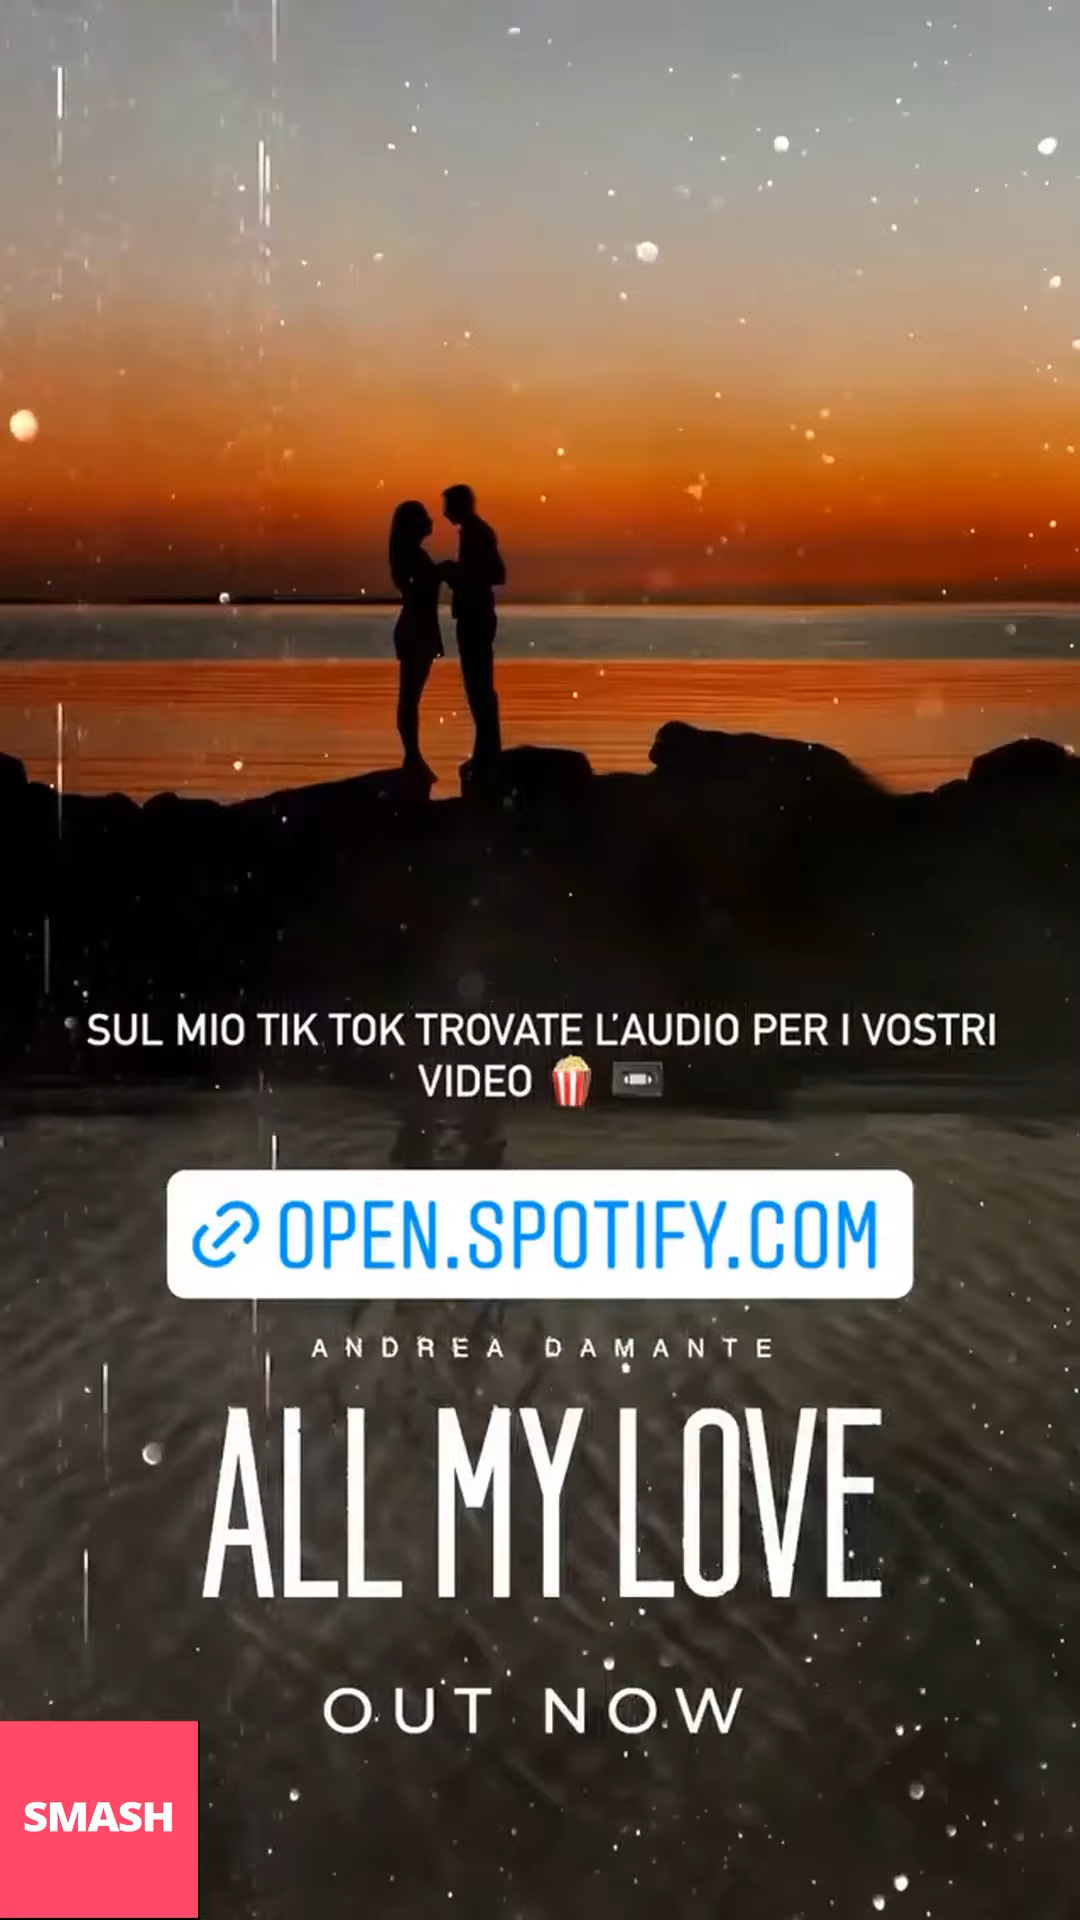 SUL MIO TIK TOK TROVATE L'AUDIO PER I VOSTRI
VIDEO 🍿 📼
OPEN.SPOTIFY.COM
ANDREA DAMANTE
ALL MY LOVE
OUT NOW
SMASH